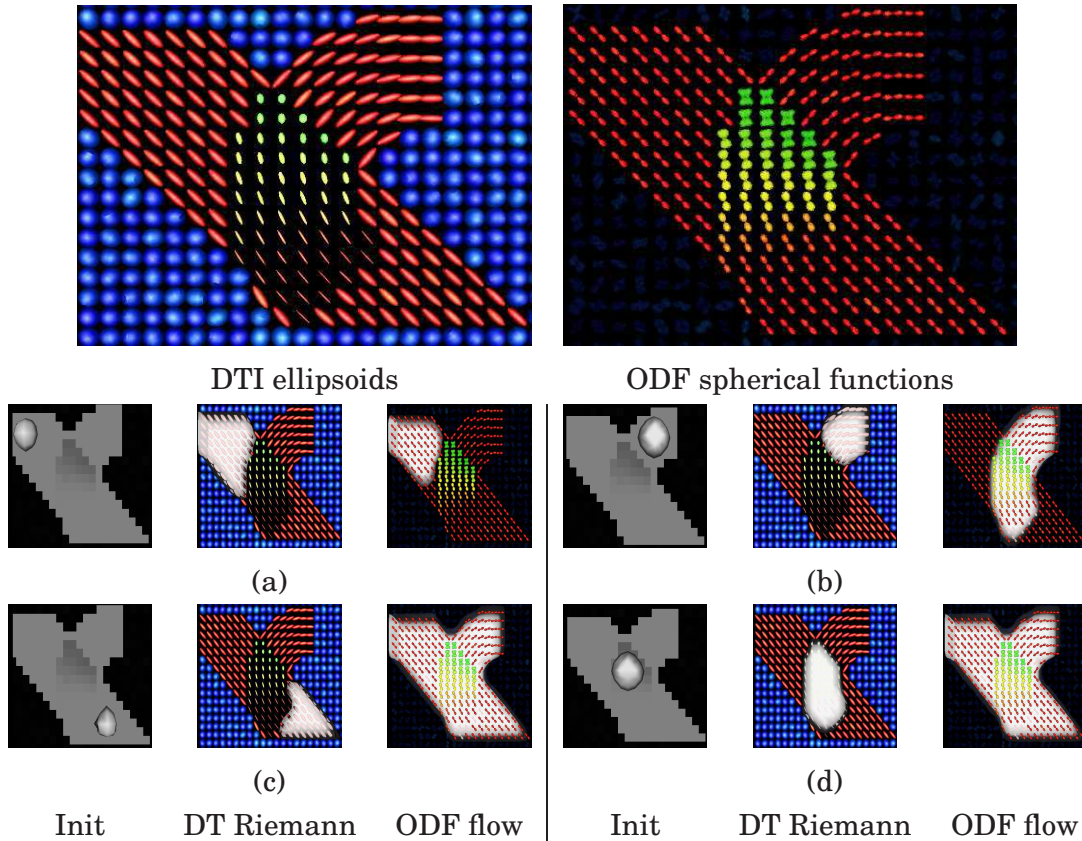 DTI ellipsoids
ODF spherical functions
(a)
(b)
(c)
(d)
Init
DT Riemann
ODF flow
Init
DT Riemann
ODF flow